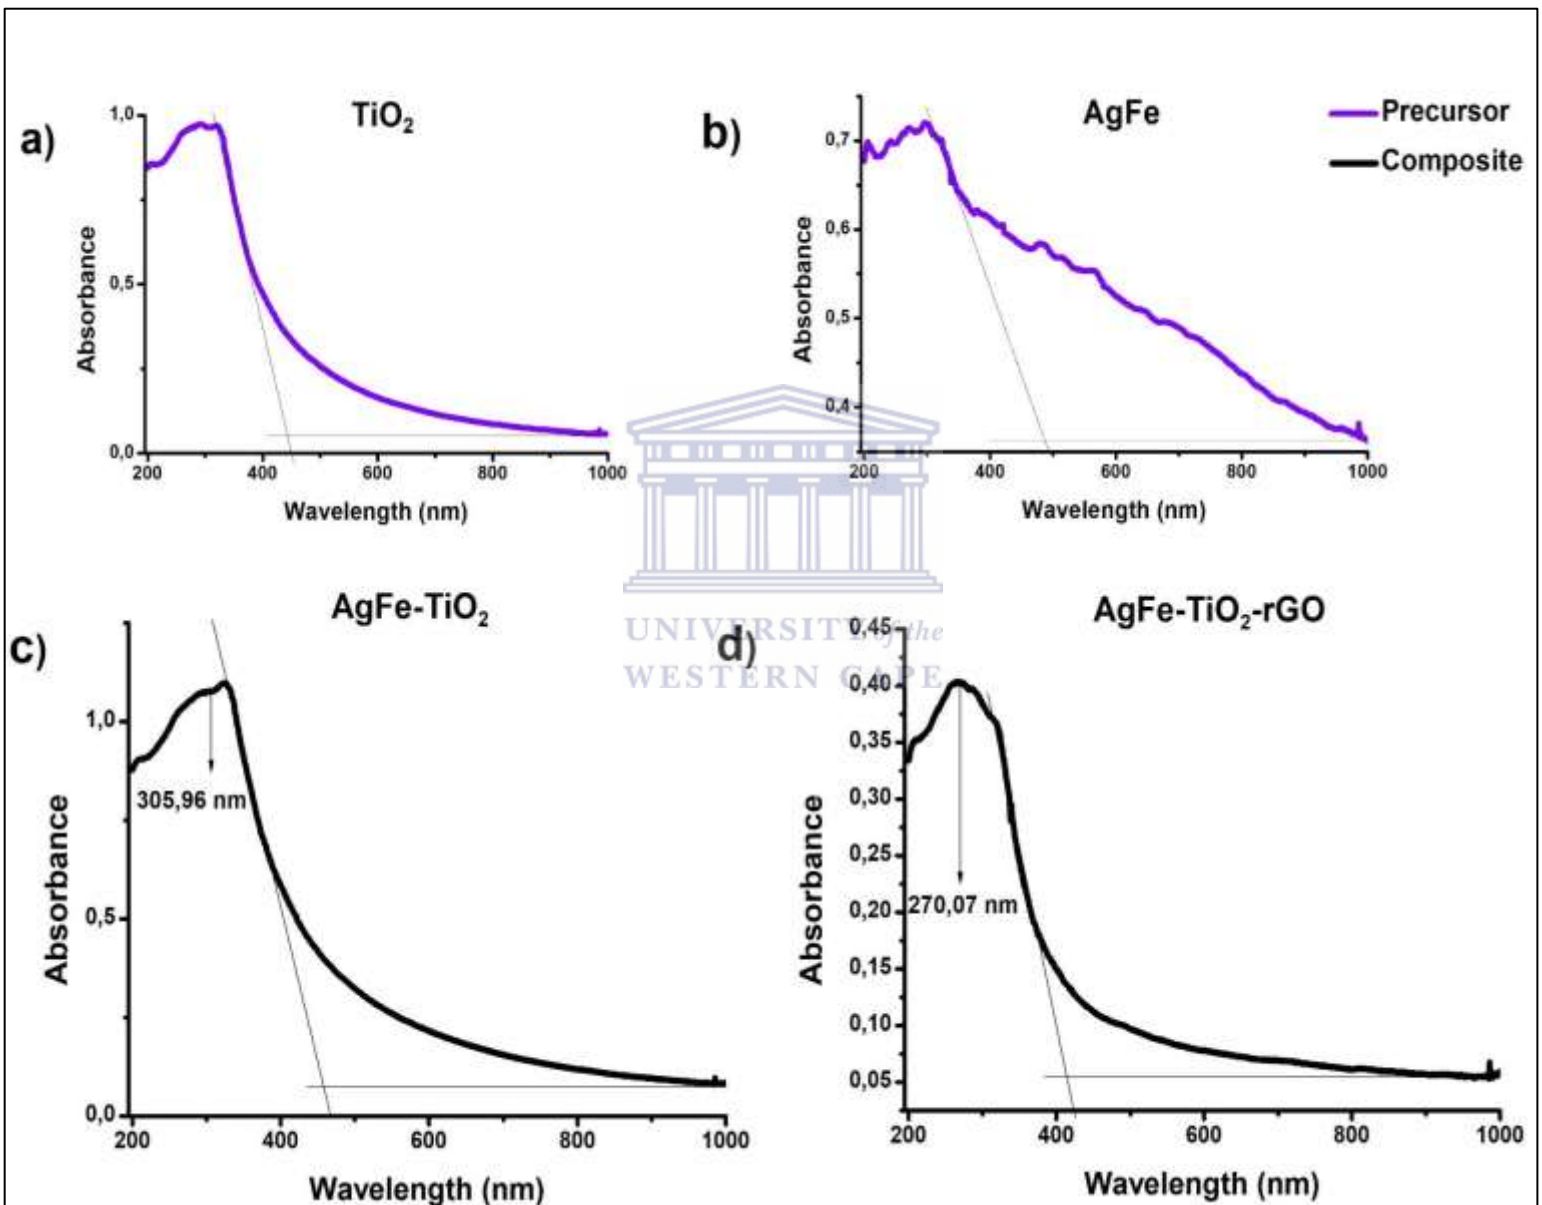 a)
TiO₂
1,0
0,5
0,0
Absorbance
200 400 600 800 1000
Wavelength (nm)
b)
AgFe
0,7
0,6
0,5
0,4
Absorbance
200 400 600 800 1000
Wavelength (nm)
Precursor
Composite
UNIVERSITY of the
WESTERN CAPE
c)
AgFe-TiO₂
1,0
0,5
0,0
305,96 nm
Absorbance
200 400 600 800 1000
Wavelength (nm)
d)
AgFe-TiO₂-rGO
0,45
0,40
0,35
0,30
0,25
0,20
0,15
0,10
0,05
270,07 nm
Absorbance
200 400 600 800 1000
Wavelength (nm)